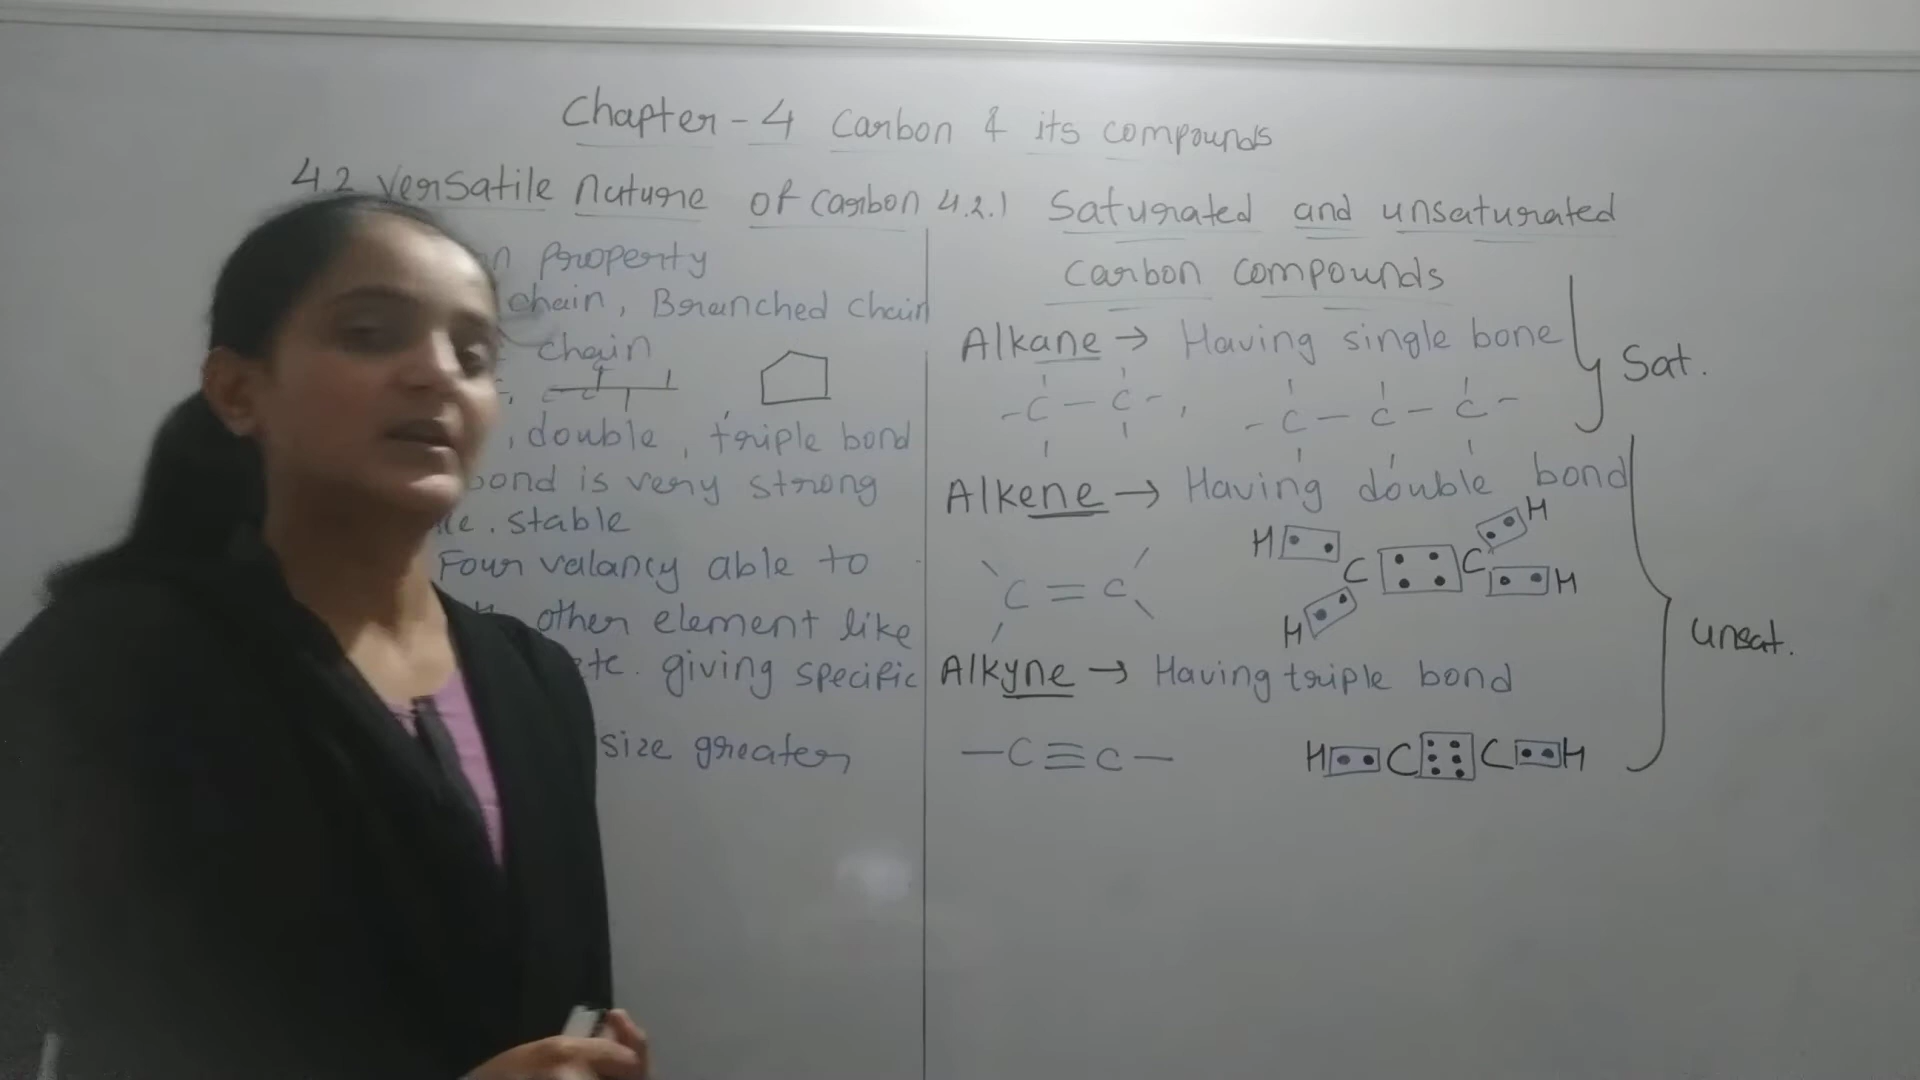 Chapter - 4 Carbon & its compounds
4.2 Versatile nature of carbon
property
chain, Branched chain
chain
, double, triple bond
bond is very strong
i.e. stable
Four valancy able to
other element like
etc. giving specific
size greater
4.2.1 Saturated and unsaturated
carbon compounds
Alkane → Having single bone
-C-C-, -C-C-C-
Sat.
Alkene → Having double bond
C=C
H C C H
H H
unsat.
Alkyne → Having triple bond
-C≡C-
H C C H